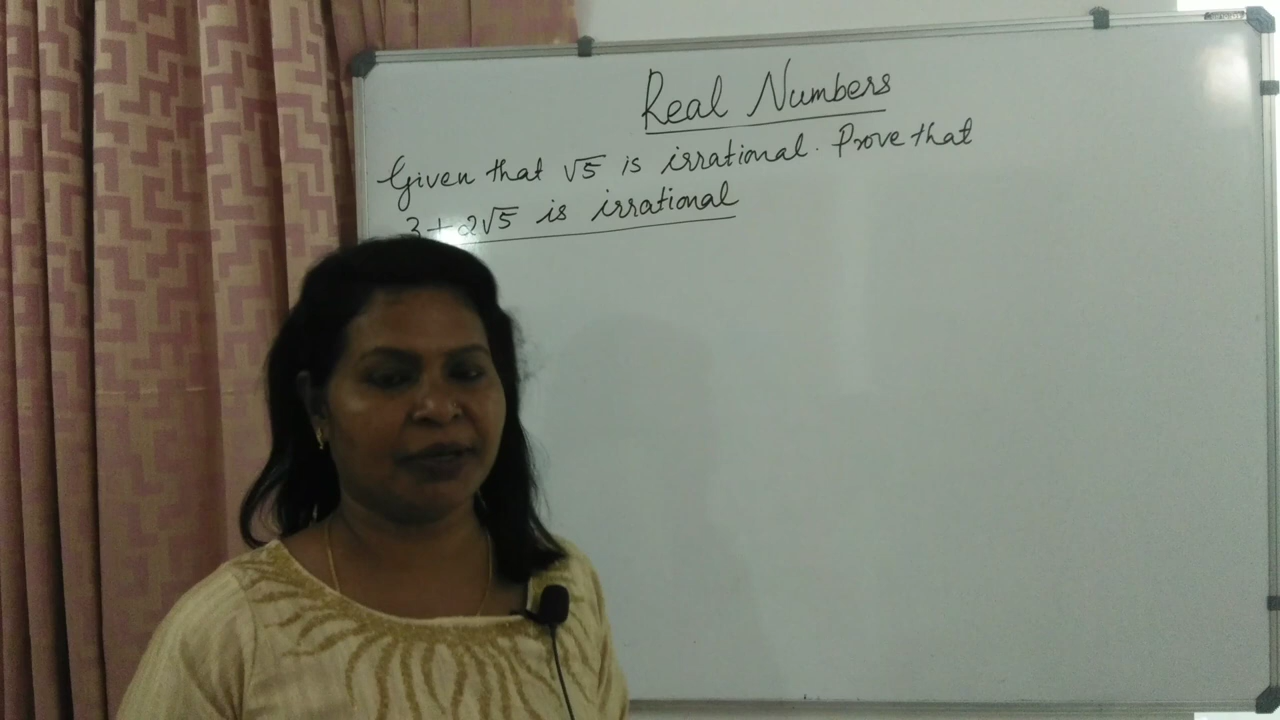 Real Numbers
Given that √5 is irrational. Prove that
3+2√5 is irrational